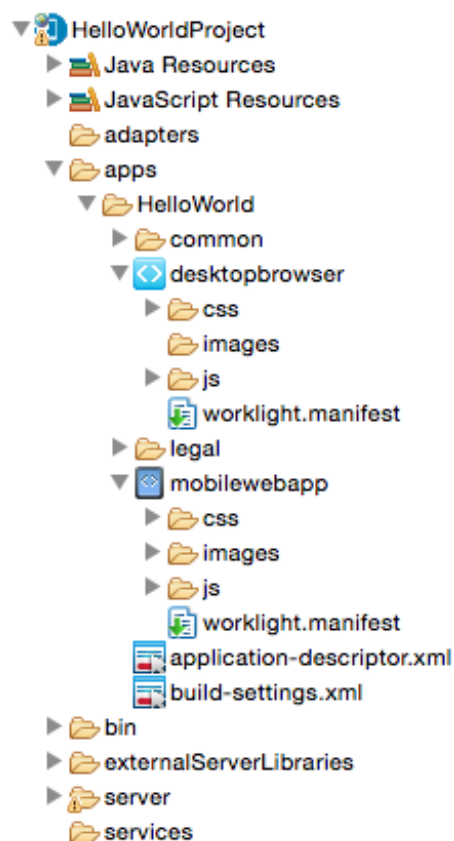 HelloWorldProject
Java Resources
JavaScript Resources
adapters
apps
HelloWorld
common
desktopbrowser
css
images
js
worklight.manifest
legal
mobilewebapp
css
images
js
worklight.manifest
application-descriptor.xml
build-settings.xml
bin
externalServerLibraries
server
services